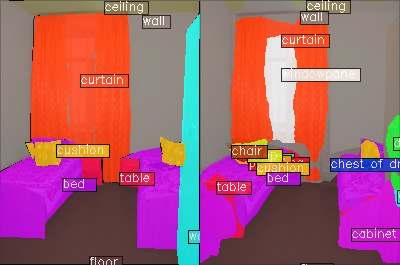 ceiling
wall
curtain
cushion
bed
table
floor
ceiling
wall
curtain
windowpane
chair
cushion
bed
table
chest of dr
cabinet